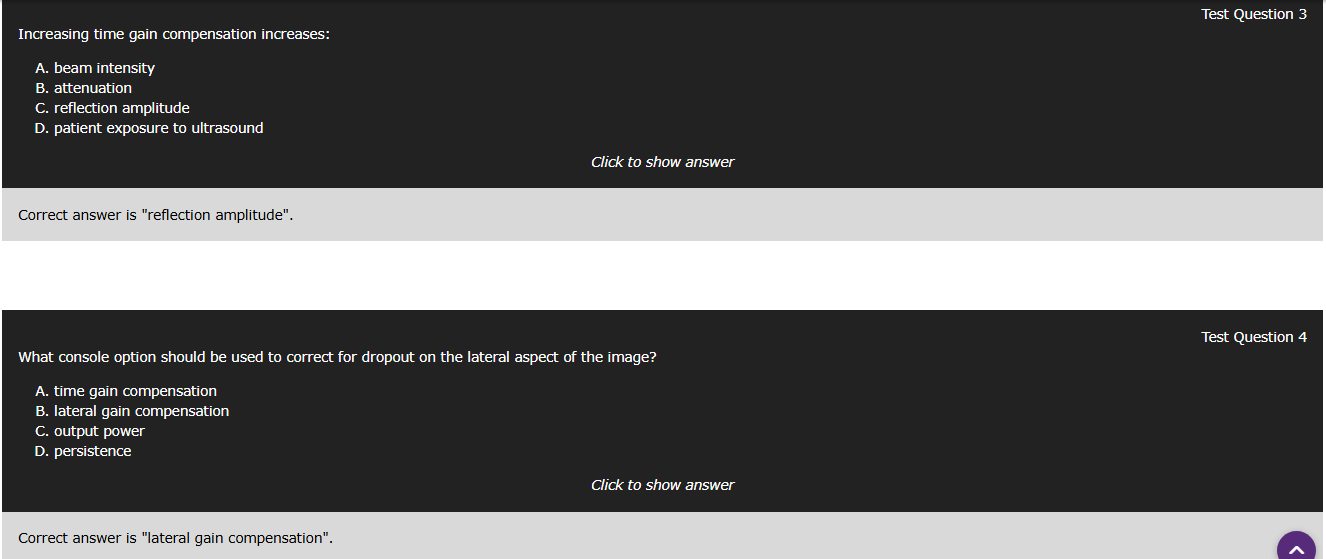 Test Question 3
Increasing time gain compensation increases:
A. beam intensity
B. attenuation
C. reflection amplitude
D. patient exposure to ultrasound
Click to show answer
Correct answer is "reflection amplitude".
Test Question 4
What console option should be used to correct for dropout on the lateral aspect of the image?
A. time gain compensation
B. lateral gain compensation
C. output power
D. persistence
Click to show answer
Correct answer is "lateral gain compensation".